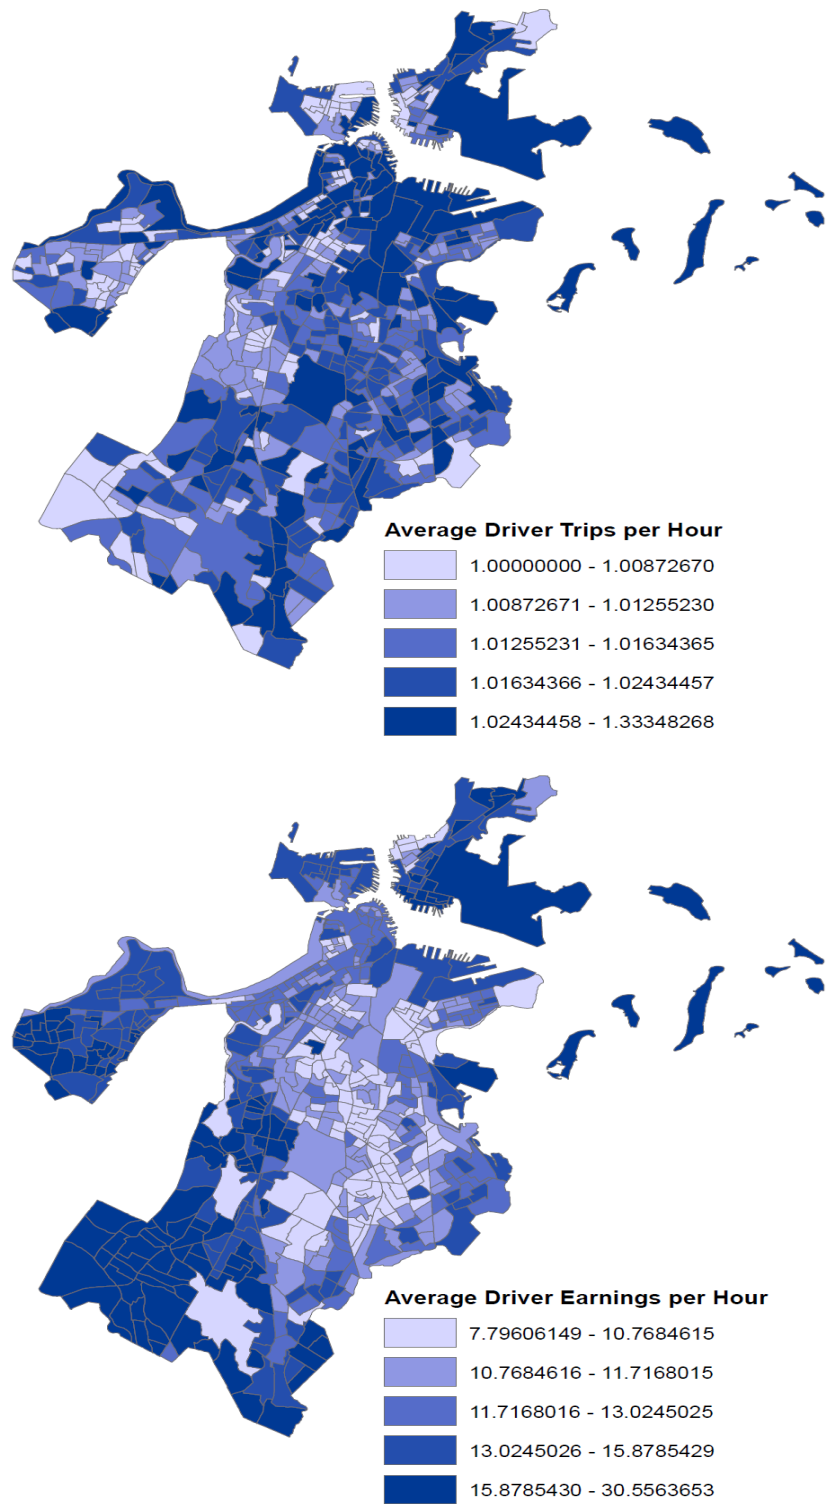 Average Driver Trips per Hour
1.00000000 - 1.00872670
1.00872671 - 1.01255230
1.01255231 - 1.01634365
1.01634366 - 1.02434457
1.02434458 - 1.33348268
Average Driver Earnings per Hour
7.79606149 - 10.7684615
10.7684616 - 11.7168015
11.7168016 - 13.0245025
13.0245026 - 15.8785429
15.8785430 - 30.5563653